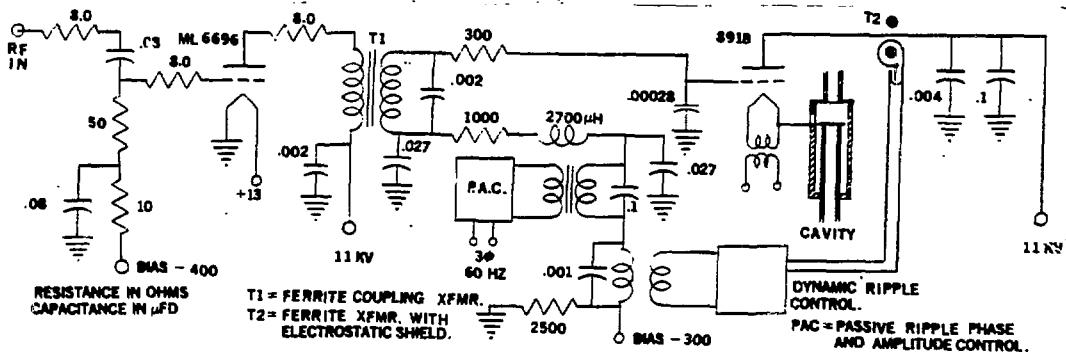 8.0
RF
IN
.03
ML 6696
8.0
8.0
50
.06
10
BIAS -400
+13
.002
11 KV
T1
.002
300
.027
1000
2700μH
.00028
P.A.C.
3Φ
60 HZ
.1
.027
.001
2500
BIAS -300
8918
T2
.004
.1
CAVITY
11 KV
DYNAMIC RIPPLE
CONTROL.
RESISTANCE IN OHMS
CAPACITANCE IN μFD
T1 = FERRITE COUPLING XFMR.
T2 = FERRITE XFMR. WITH
ELECTROSTATIC SHIELD.
PAC = PASSIVE RIPPLE PHASE
AND AMPLITUDE CONTROL.